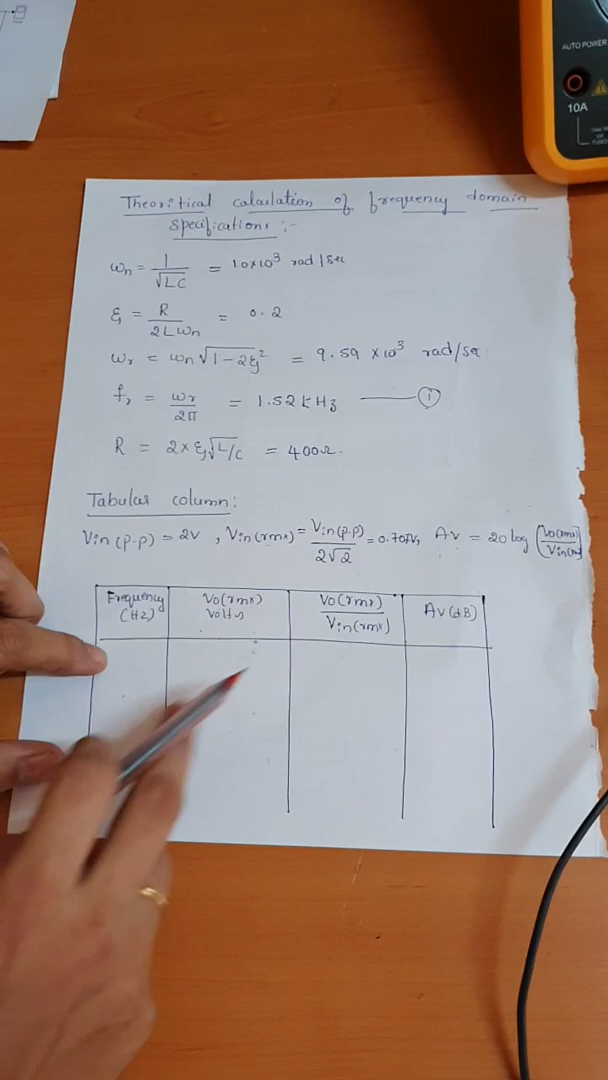 AUTO POWER
10A
Theoritical calculation of frequency domain
specifications :-
ωn = 1/√LC = 10×10³ rad/sec
ξ = R/2Lωn = 0.2
ωr = ωn √1-2ξ² = 9.59 ×10³ rad/sec.
fr = ωr/2π = 1.52 kHz ——— ①
R = 2×ξ√L/C = 400Ω.
Tabular column:
Vin (p-p) = 2V , Vin(rms) = Vin(p-p)/2√2 = 0.707V, AV = 20 log (Vo(rms)/Vin(rms))
Frequency (Hz) Vo(rms) Volts Vo(rms)/Vin(rms) AV (dB)